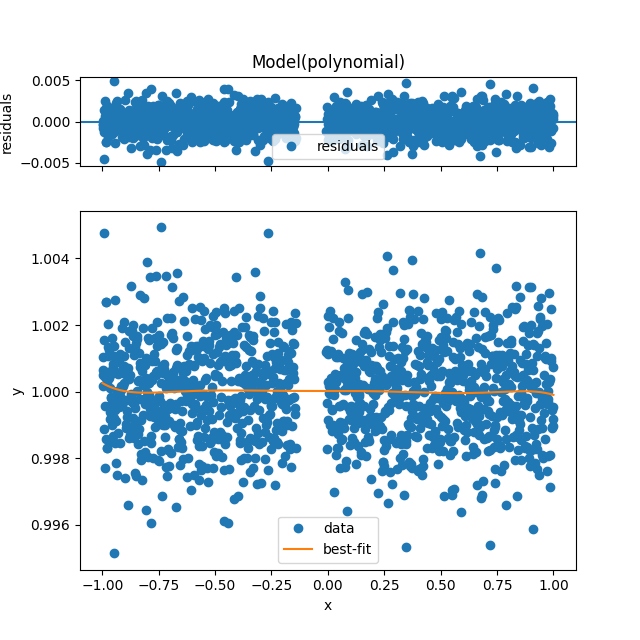 Model(polynomial)
0.005
0.000
−0.005
residuals
residuals
1.004
1.002
1.000
0.998
0.996
y
data
best-fit
−1.00 −0.75 −0.50 −0.25 0.00 0.25 0.50 0.75 1.00
x